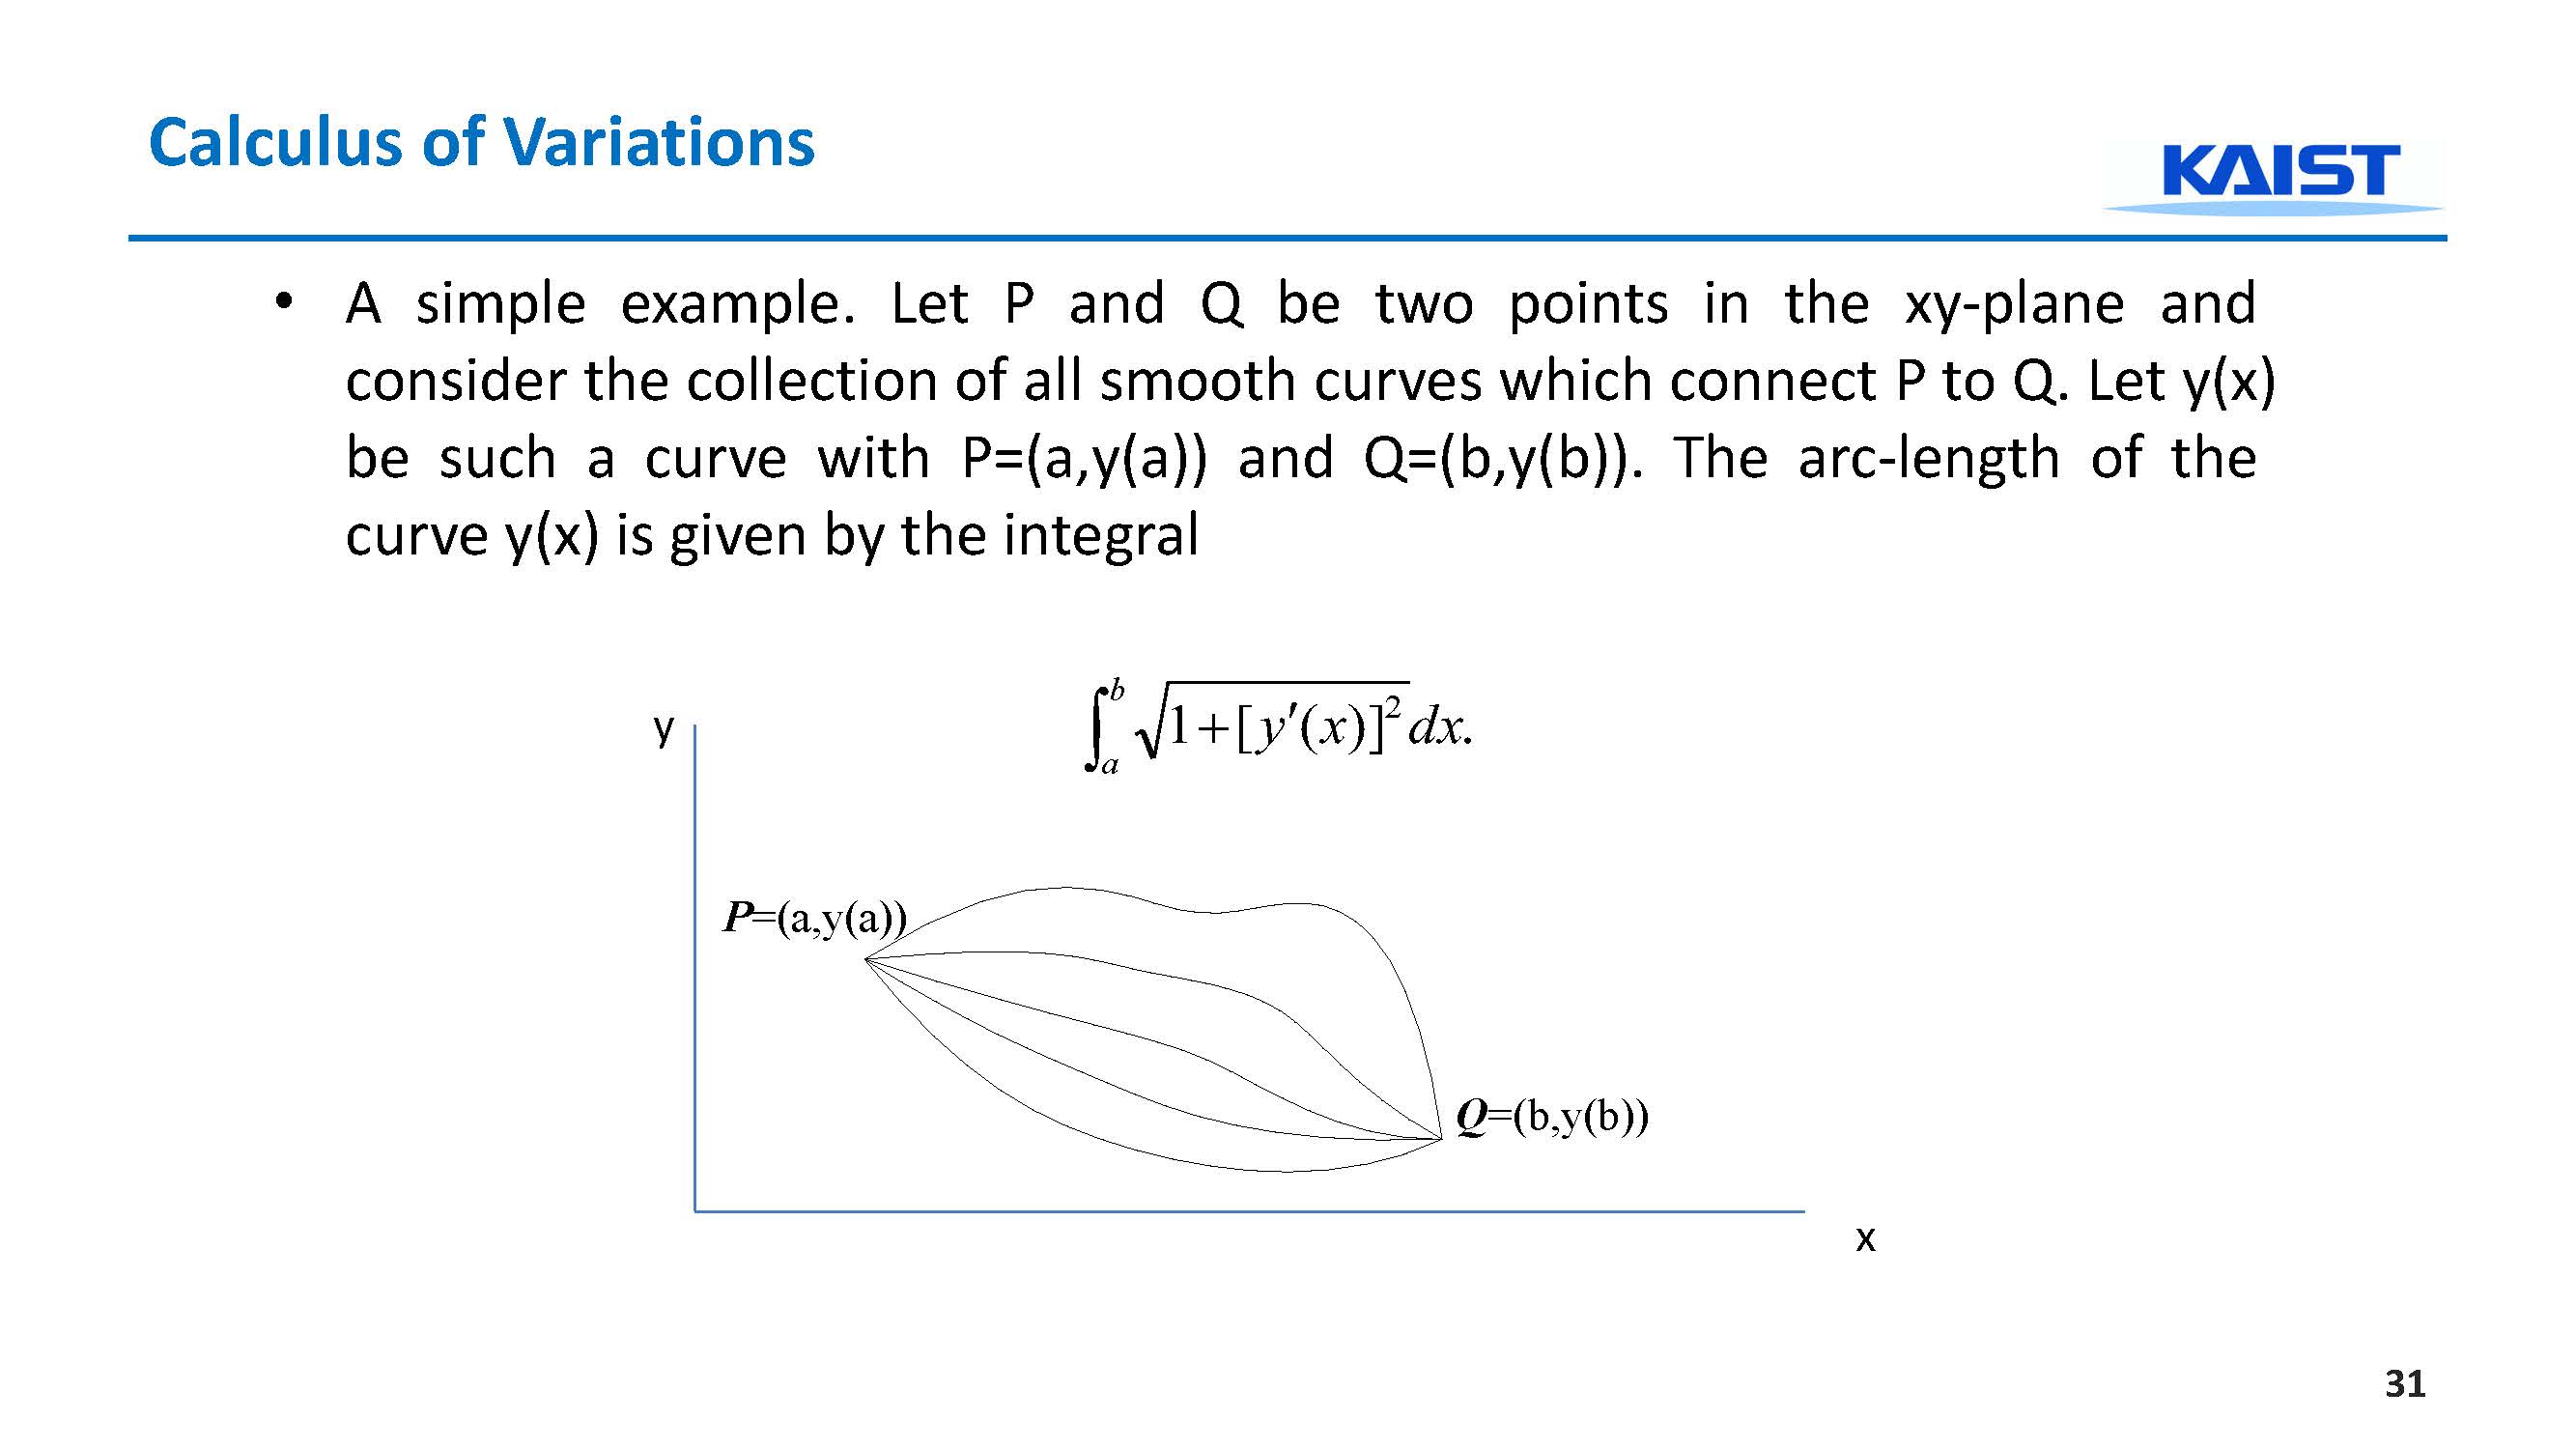 Calculus of Variations
KAIST
• A simple example. Let P and Q be two points in the xy-plane and
consider the collection of all smooth curves which connect P to Q. Let y(x)
be such a curve with P=(a,y(a)) and Q=(b,y(b)). The arc-length of the
curve y(x) is given by the integral
∫_a^b √(1+[y′(x)]²) dx.
y
P=(a,y(a))
Q=(b,y(b))
x
31